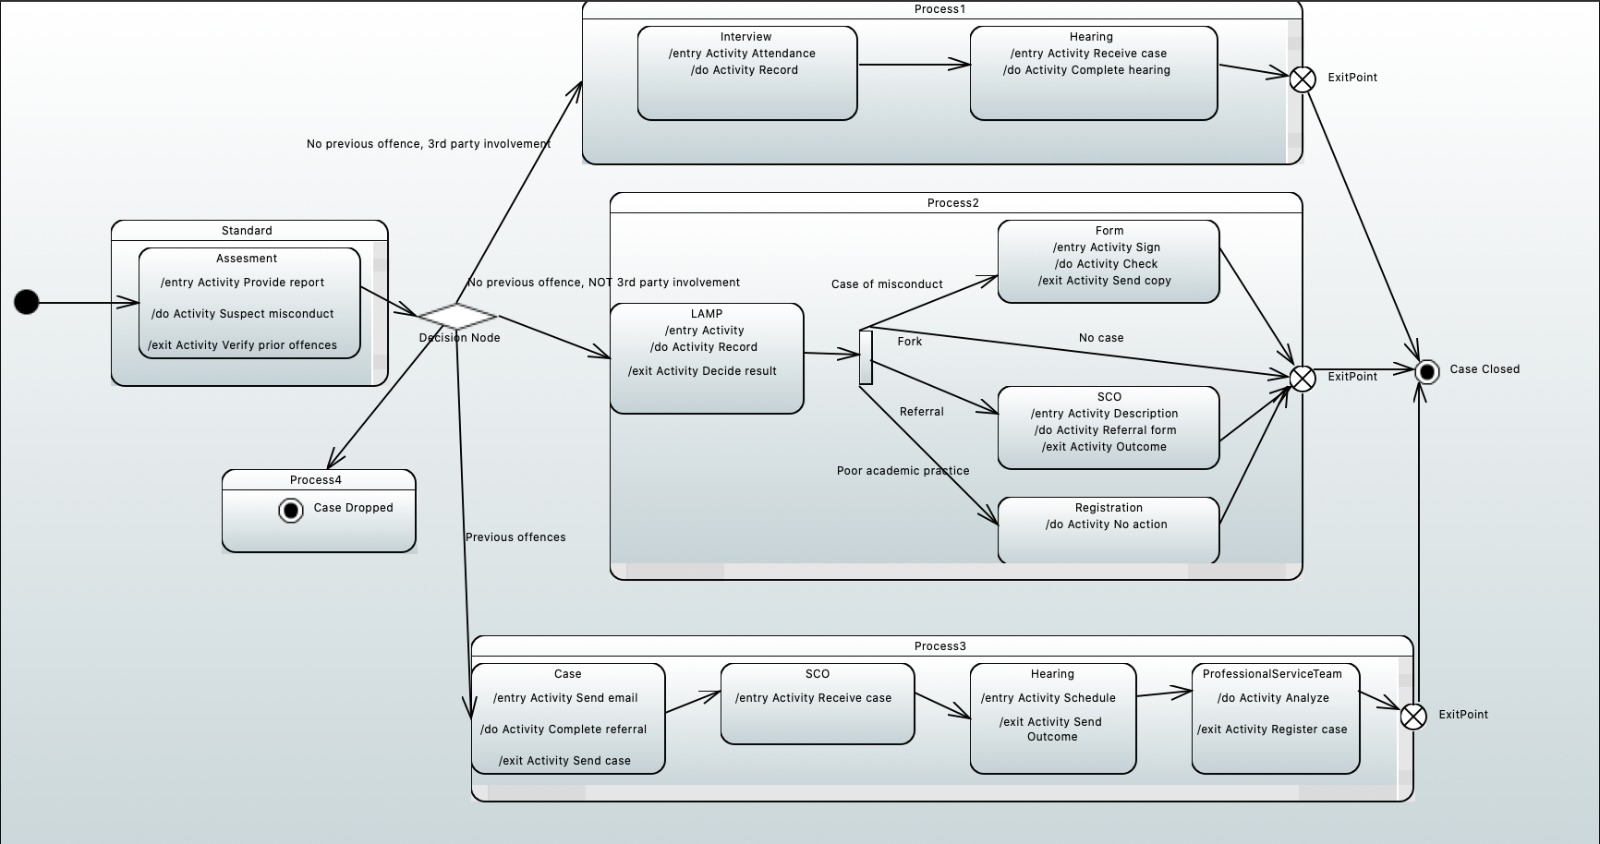 Process1
Interview
/entry Activity Attendance
/do Activity Record
Hearing
/entry Activity Receive case
/do Activity Complete hearing
ExitPoint
No previous offence, 3rd party involvement
Standard
Assesment
/entry Activity Provide report
/do Activity Suspect misconduct
/exit Activity Verify prior offences
Decision Node
No previous offence, NOT 3rd party involvement
Process2
LAMP
/entry Activity
/do Activity Record
/exit Activity Decide result
Fork
Case of misconduct
No case
Referral
Poor academic practice
Form
/entry Activity Sign
/do Activity Check
/exit Activity Send copy
SCO
/entry Activity Description
/do Activity Referral form
/exit Activity Outcome
Registration
/do Activity No action
ExitPoint
Case Closed
Process4
Case Dropped
Previous offences
Process3
Case
/entry Activity Send email
/do Activity Complete referral
/exit Activity Send case
SCO
/entry Activity Receive case
Hearing
/entry Activity Schedule
/exit Activity Send
Outcome
ProfessionalServiceTeam
/do Activity Analyze
/exit Activity Register case
ExitPoint